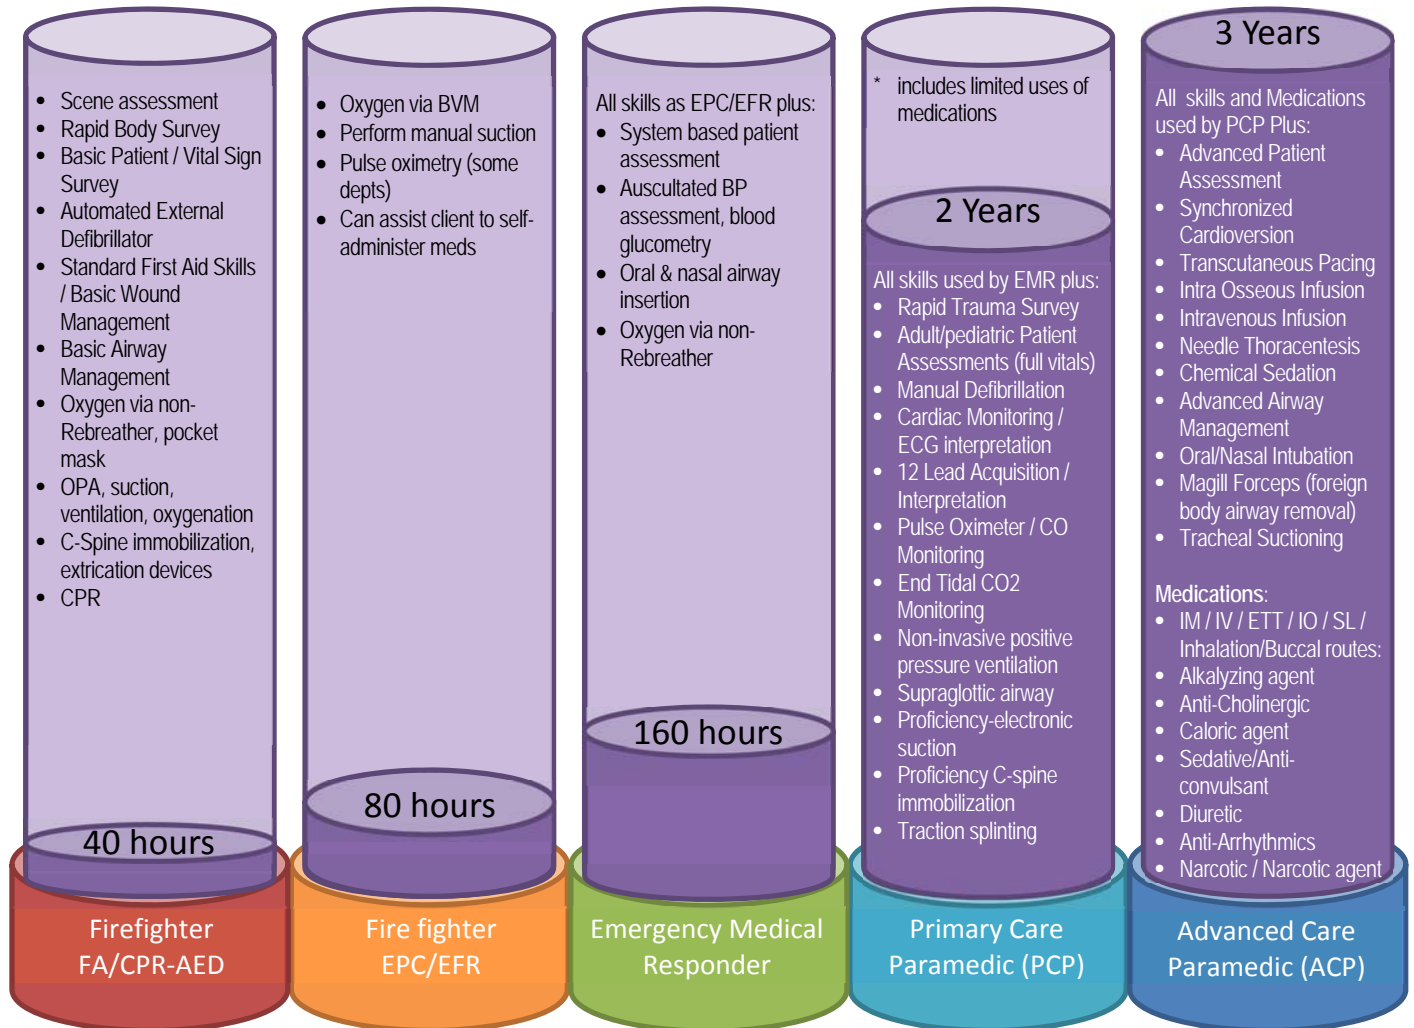 • Scene assessment
• Rapid Body Survey
• Basic Patient / Vital Sign
Survey
• Automated External
Defibrillator
• Standard First Aid Skills
/ Basic Wound
Management
• Basic Airway
Management
• Oxygen via non-
Rebreather, pocket
mask
• OPA, suction,
ventilation, oxygenation
• C-Spine immobilization,
extrication devices
• CPR
40 hours
Firefighter
FA/CPR-AED
• Oxygen via BVM
• Perform manual suction
• Pulse oximetry (some
depts)
• Can assist client to self-
administer meds
80 hours
Fire fighter
EPC/EFR
All skills as EPC/EFR plus:
• System based patient
assessment
• Auscultated BP
assessment, blood
glucometry
• Oral & nasal airway
insertion
• Oxygen via non-
Rebreather
160 hours
Emergency Medical
Responder
* includes limited uses of
medications
2 Years
All skills used by EMR plus:
• Rapid Trauma Survey
• Adult/pediatric Patient
Assessments (full vitals)
• Manual Defibrillation
• Cardiac Monitoring /
ECG interpretation
• 12 Lead Acquisition /
Interpretation
• Pulse Oximeter / CO
Monitoring
• End Tidal CO2
Monitoring
• Non-invasive positive
pressure ventilation
• Supraglottic airway
• Proficiency-electronic
suction
• Proficiency C-spine
immobilization
• Traction splinting
Primary Care
Paramedic (PCP)
3 Years
All skills and Medications
used by PCP Plus:
• Advanced Patient
Assessment
• Synchronized
Cardioversion
• Transcutaneous Pacing
• Intra Osseous Infusion
• Intravenous Infusion
• Needle Thoracentesis
• Chemical Sedation
• Advanced Airway
Management
• Oral/Nasal Intubation
• Magill Forceps (foreign
body airway removal)
• Tracheal Suctioning
Medications:
• IM / IV / ETT / IO / SL /
Inhalation/Buccal routes:
• Alkalyzing agent
• Anti-Cholinergic
• Caloric agent
• Sedative/Anti-
convulsant
• Diuretic
• Anti-Arrhythmics
• Narcotic / Narcotic agent
Advanced Care
Paramedic (ACP)